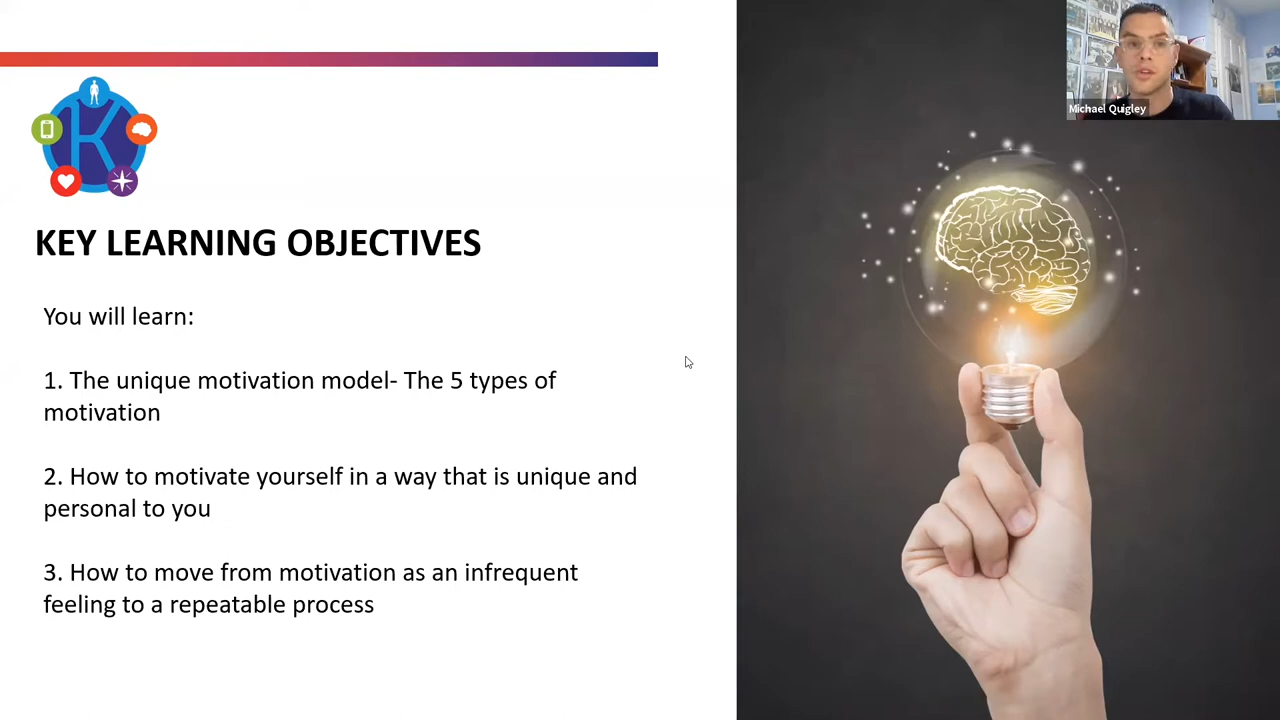 Michael Quigley
K
KEY LEARNING OBJECTIVES
You will learn:
1. The unique motivation model- The 5 types of
motivation
2. How to motivate yourself in a way that is unique and
personal to you
3. How to move from motivation as an infrequent
feeling to a repeatable process